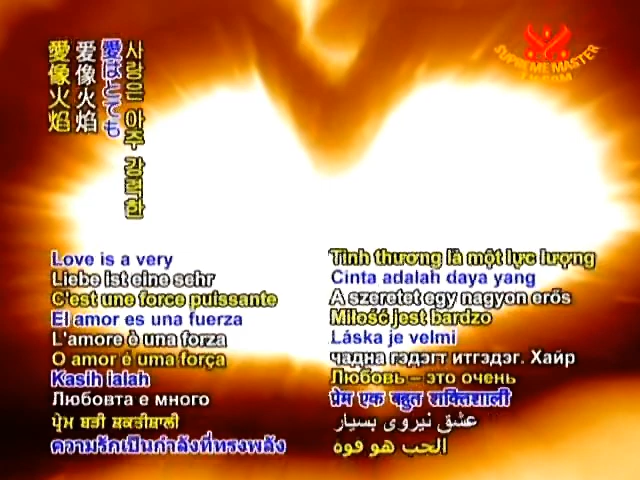 愛像火焰
爱像火焰
愛はとても
사랑은 아주 강력한
SUPREME MASTER
Love is a very
Liebe ist eine sehr
C'est une force puissante
El amor es una fuerza
L'amore è una forza
O amor é uma força
Kasih ialah
Любовта е много
ਪ੍ਰੇਮ ਬੜੀ ਸ਼ਕਤੀਸ਼ਾਲੀ
ความรักเป็นกำลังที่ทรงพลัง
Tình thương là một lực lượng
Cinta adalah daya yang
A szeretet egy nagyon erős
Miłość jest bardzo
Láska je velmi
чадна гэдэгт итгэдэг. Хайр
Любовь – это очень
प्रेम एक बहुत शक्तिशाली
عشق نیروی بسیار
الحب هو قوه